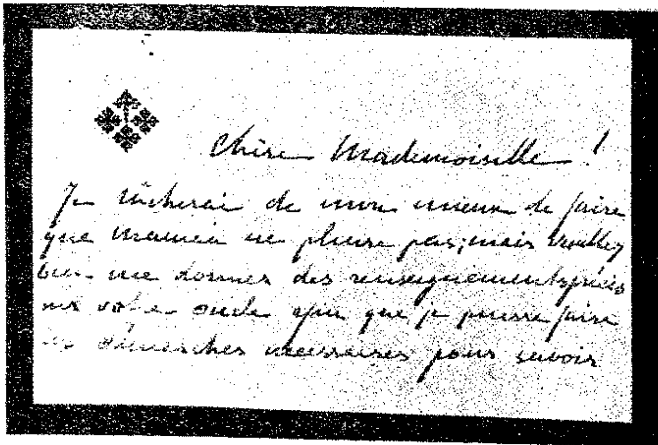 Chère Mademoiselle !
Je tâcherai de mon mieux de faire
que maman ne pleure pas; mais veuillez
bien me donner des renseignements précis
sur votre oncle afin que je puisse faire
les démarches nécessaires pour savoir